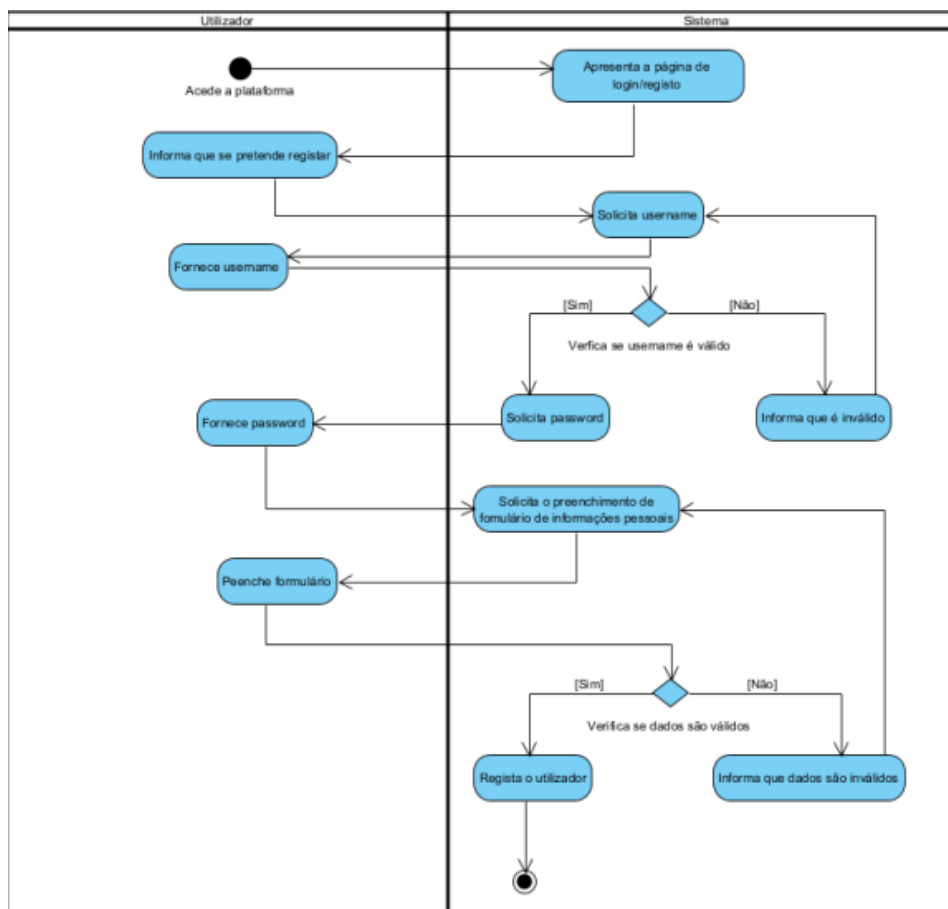 Utilizador
Sistema
Acede a plataforma
Apresenta a página de
login/registo
Informa que se pretende registar
Solicita username
Fornece username
[Sim]
[Não]
Verfica se username é válido
Fornece password
Solicita password
Informa que é inválido
Solicita o preenchimento de
fomulário de informações pessoais
Peenche formulário
[Sim]
[Não]
Verifica se dados são válidos
Regista o utilizador
Informa que dados são inválidos